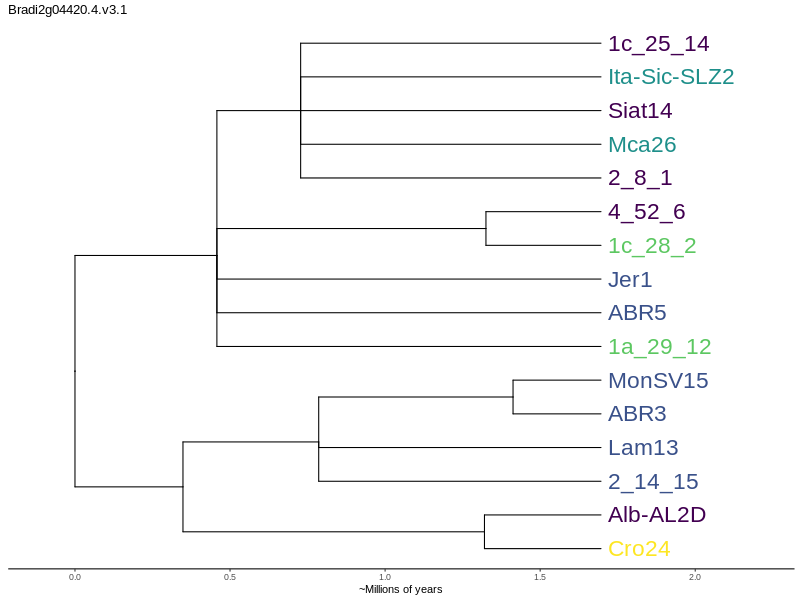 Bradi2g04420.4.v3.1
1c_25_14
Ita-Sic-SLZ2
Siat14
Mca26
2_8_1
4_52_6
1c_28_2
Jer1
ABR5
1a_29_12
MonSV15
ABR3
Lam13
2_14_15
Alb-AL2D
Cro24
0.0 0.5 1.0 1.5 2.0
~Millions of years